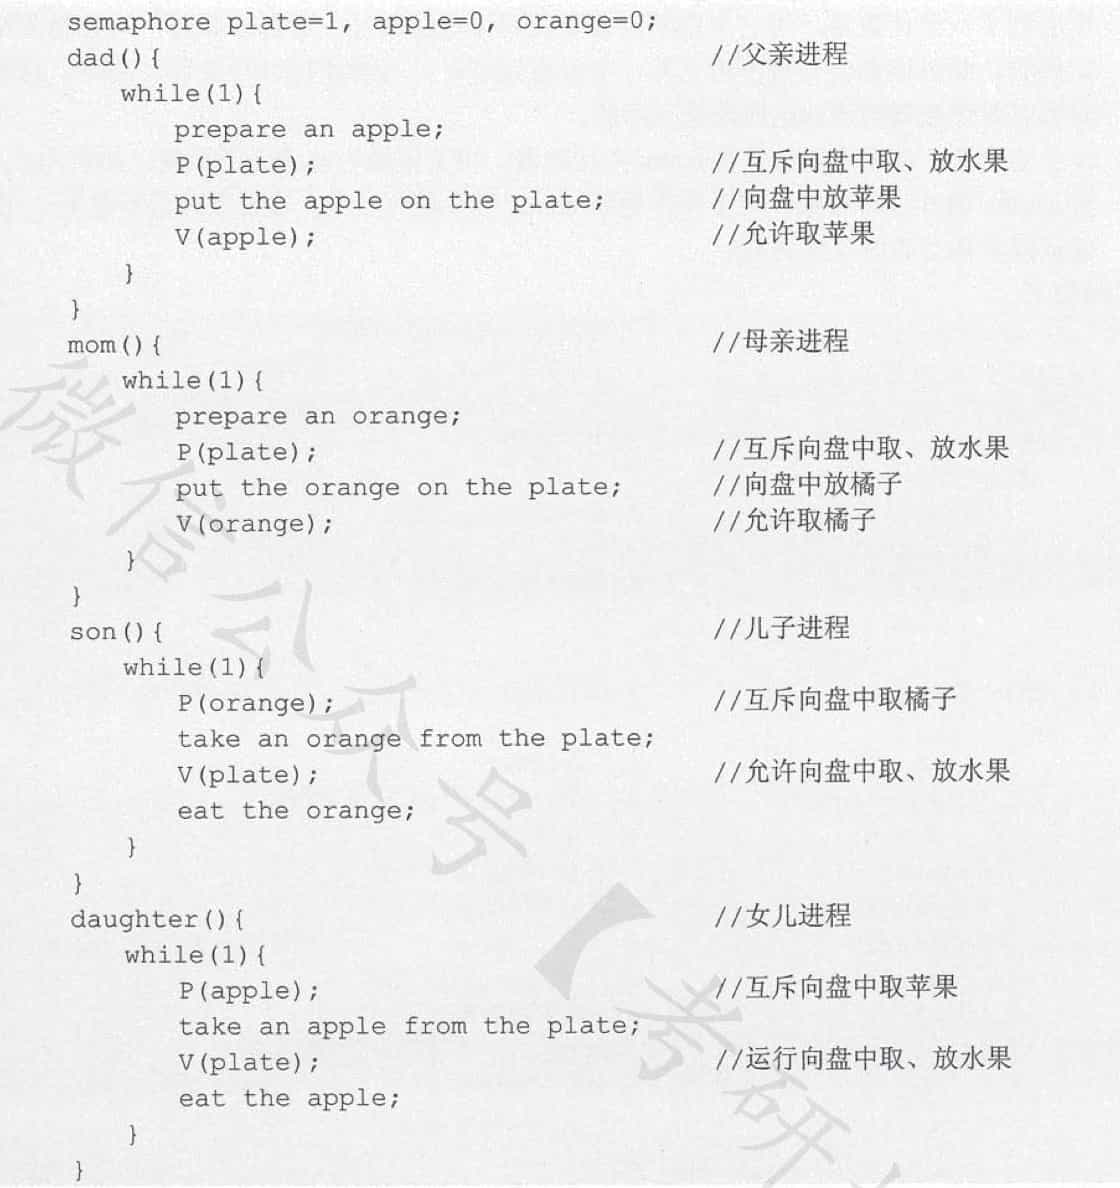 semaphore plate=1, apple=0, orange=0;
dad(){ //父亲进程
while(1){
prepare an apple;
P(plate); //互斥向盘中取、放水果
put the apple on the plate; //向盘中放苹果
V(apple); //允许取苹果
}
}
mom(){ //母亲进程
while(1){
prepare an orange;
P(plate); //互斥向盘中取、放水果
put the orange on the plate; //向盘中放橘子
V(orange); //允许取橘子
}
}
son(){ //儿子进程
while(1){
P(orange); //互斥向盘中取橘子
take an orange from the plate;
V(plate); //允许向盘中取、放水果
eat the orange;
}
}
daughter(){ //女儿进程
while(1){
P(apple); //互斥向盘中取苹果
take an apple from the plate;
V(plate); //运行向盘中取、放水果
eat the apple;
}
}
微信公众号【考研